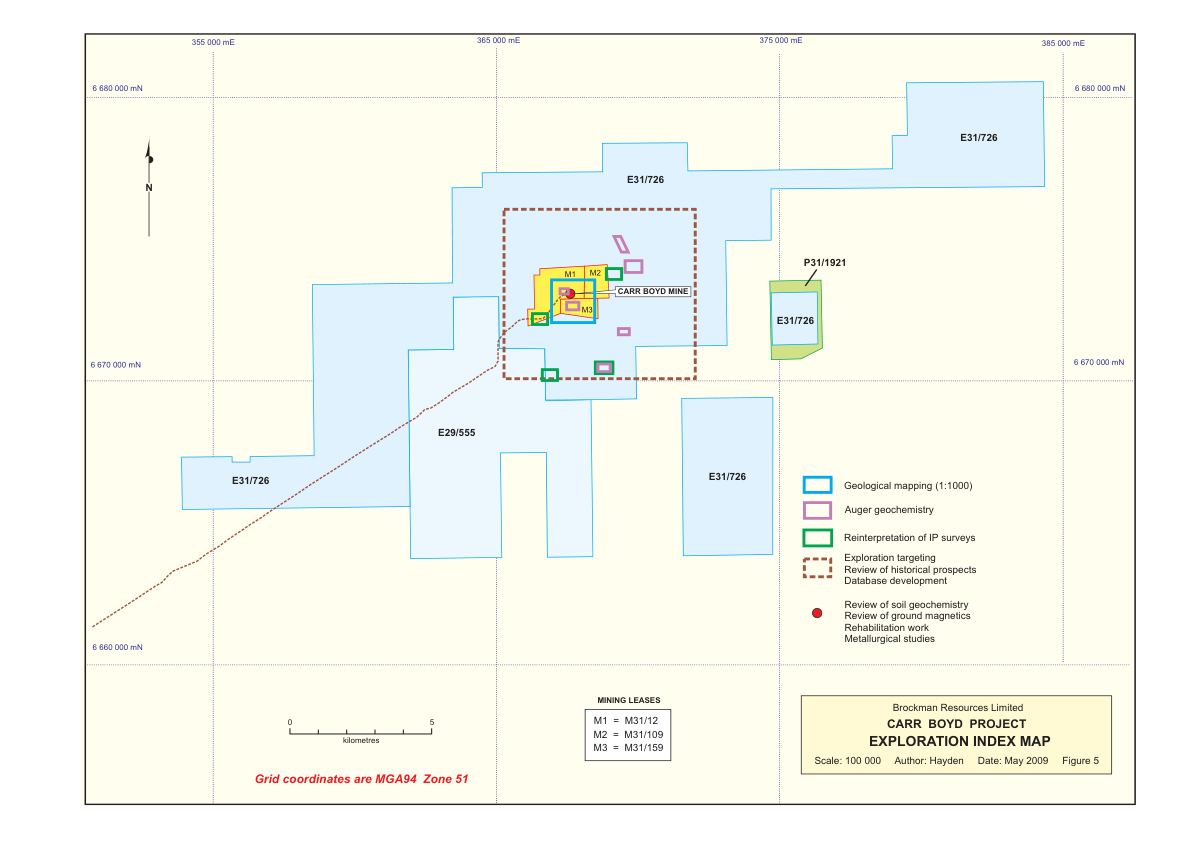 355 000 mE
365 000 mE
375 000 mE
385 000 mE
6 680 000 mN
6 680 000 mN
E31/726
N
E31/726
P31/1921
M1
M2
CARR BOYD MINE
M3
E31/726
6 670 000 mN
6 670 000 mN
E29/555
E31/726
E31/726
Geological mapping (1:1000)
Auger geochemistry
Reinterpretation of IP surveys
Exploration targeting
Review of historical prospects
Database development
Review of soil geochemistry
Review of ground magnetics
Rehabilitation work
Metallurgical studies
6 660 000 mN
0 5
kilometres
Grid coordinates are MGA94 Zone 51
MINING LEASES
M1 = M31/12
M2 = M31/109
M3 = M31/159
Brockman Resources Limited
CARR BOYD PROJECT
EXPLORATION INDEX MAP
Scale: 100 000 Author: Hayden Date: May 2009 Figure 5